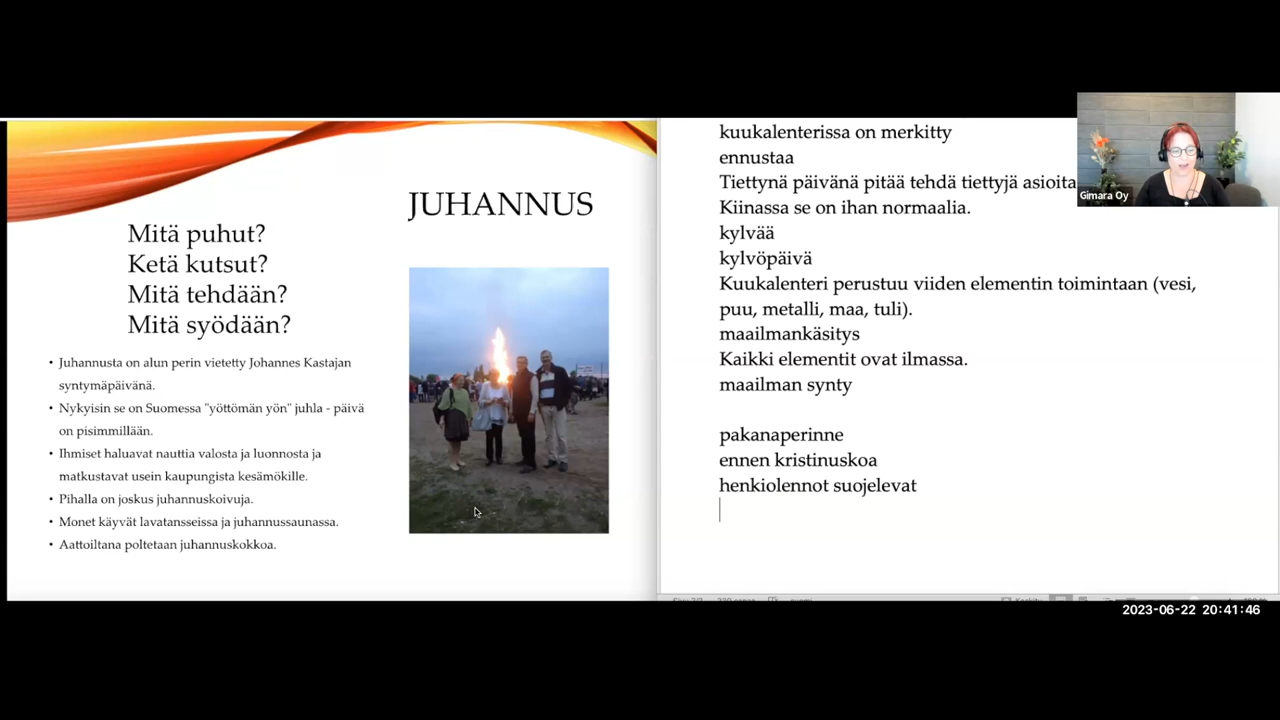 JUHANNUS
Mitä puhut?
Ketä kutsut?
Mitä tehdään?
Mitä syödään?
• Juhannusta on alun perin vietetty Johannes Kastajan
syntymäpäivänä.
• Nykyisin se on Suomessa "yöttömän yön" juhla - päivä
on pisimmillään.
• Ihmiset haluavat nauttia valosta ja luonnosta ja
matkustavat usein kaupungista kesämökille.
• Pihalla on joskus juhannuskoivuja.
• Monet käyvät lavatansseissa ja juhannussaunassa.
• Aattoiltana poltetaan juhannuskokkoa.
kuukalenterissa on merkitty
ennustaa
Tiettynä päivänä pitää tehdä tiettyjä asioita
Kiinassa se on ihan normaalia.
kylvää
kylvöpäivä
Kuukalenteri perustuu viiden elementin toimintaan (vesi,
puu, metalli, maa, tuli).
maailmankäsitys
Kaikki elementit ovat ilmassa.
maailman synty
pakanaperinne
ennen kristinuskoa
henkiolennot suojelevat
Gimara Oy
2023-06-22 20:41:46